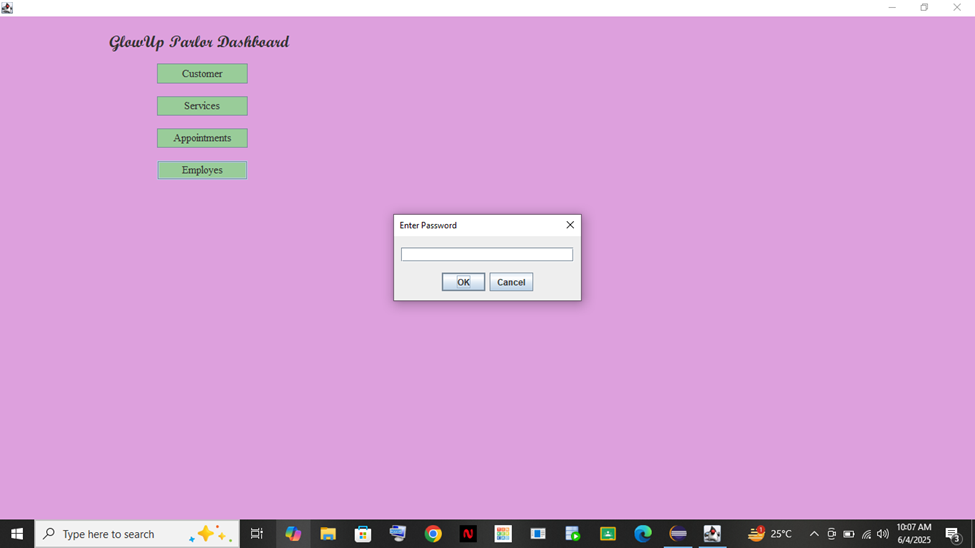 GlowUp Parlor Dashboard
Customer
Services
Appointments
Employes
Enter Password
OK
Cancel
Type here to search
25°C
10:07 AM
6/4/2025
3